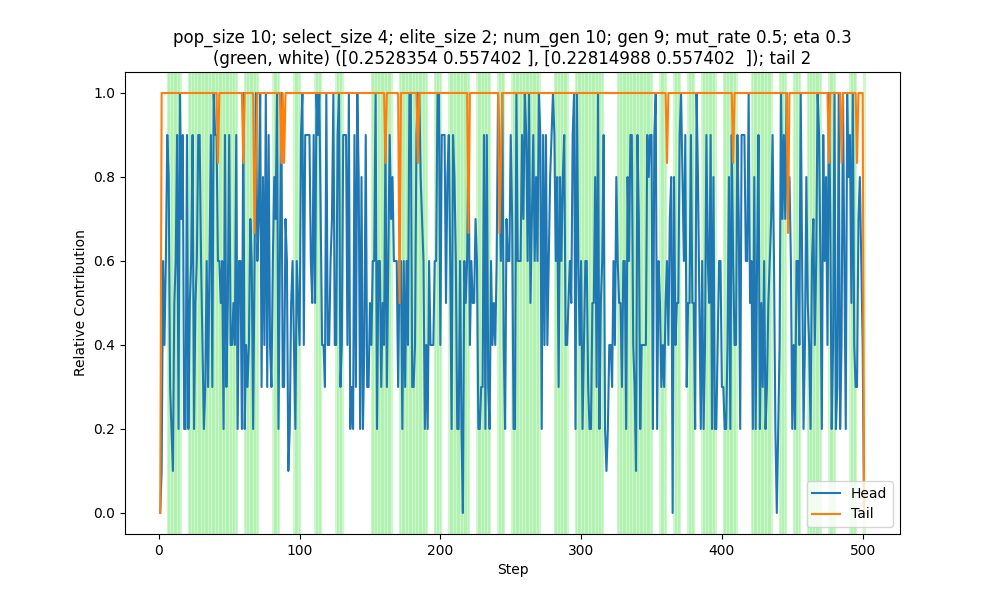 pop_size 10; select_size 4; elite_size 2; num_gen 10; gen 9; mut_rate 0.5; eta 0.3
(green, white) ([0.2528354 0.557402 ], [0.22814988 0.557402  ]); tail 2
1.0
0.8
0.6
0.4
0.2
0.0
Relative Contribution
Head
Tail
0 100 200 300 400 500
Step